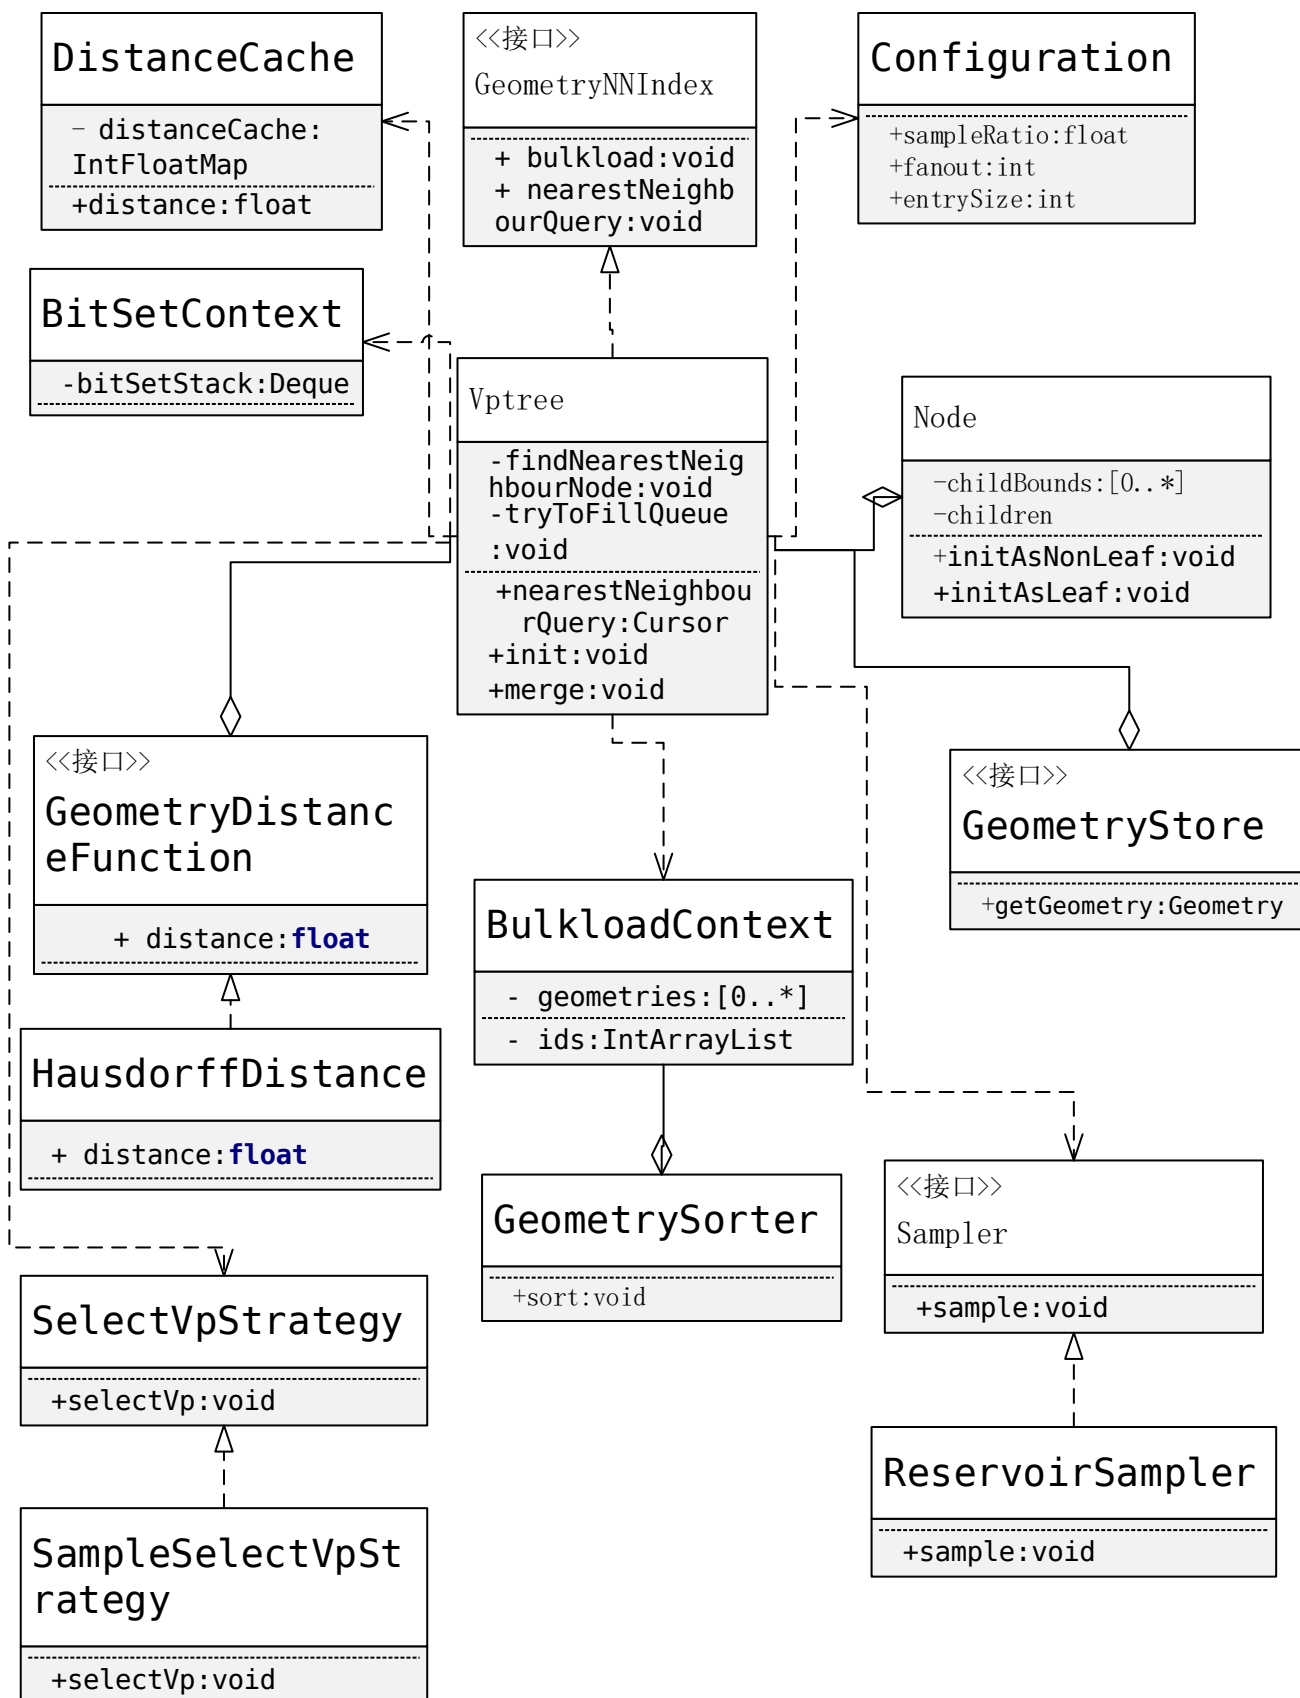 DistanceCache
- distanceCache:
IntFloatMap
+distance:float
<<接口>>
GeometryNNIndex
+ bulkload:void
+ nearestNeighb
ourQuery:void
Configuration
+sampleRatio:float
+fanout:int
+entrySize:int
BitSetContext
-bitSetStack:Deque
Vptree
-findNearestNeig
hbourNode:void
-tryToFillQueue
:void
+nearestNeighbou
rQuery:Cursor
+init:void
+merge:void
Node
-childBounds:[0..*]
-children
+initAsNonLeaf:void
+initAsLeaf:void
<<接口>>
GeometryDistanc
eFunction
+ distance:float
<<接口>>
GeometryStore
+getGeometry:Geometry
BulkloadContext
- geometries:[0..*]
- ids:IntArrayList
HausdorffDistance
+ distance:float
GeometrySorter
+sort:void
<<接口>>
Sampler
+sample:void
SelectVpStrategy
+selectVp:void
ReservoirSampler
+sample:void
SampleSelectVpSt
rategy
+selectVp:void